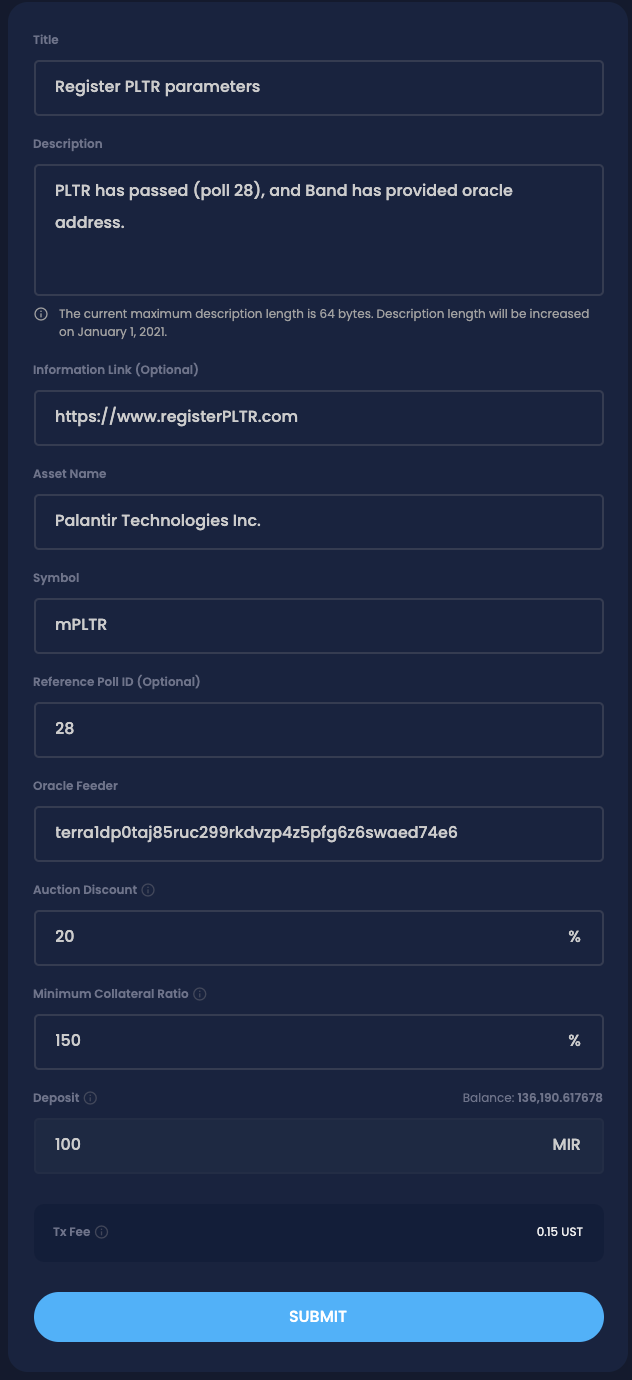 Title
Register PLTR parameters
Description
PLTR has passed (poll 28), and Band has provided oracle
address.
The current maximum description length is 64 bytes. Description length will be increased
on January 1, 2021.
Information Link (Optional)
https://www.registerPLTR.com
Asset Name
Palantir Technologies Inc.
Symbol
mPLTR
Reference Poll ID (Optional)
28
Oracle Feeder
terra1dp0taj85ruc299rkdvzp4z5pfg6z6swaed74e6
Auction Discount
20 %
Minimum Collateral Ratio
150 %
Deposit Balance: 136,190.617678
100 MIR
Tx Fee 0.15 UST
SUBMIT